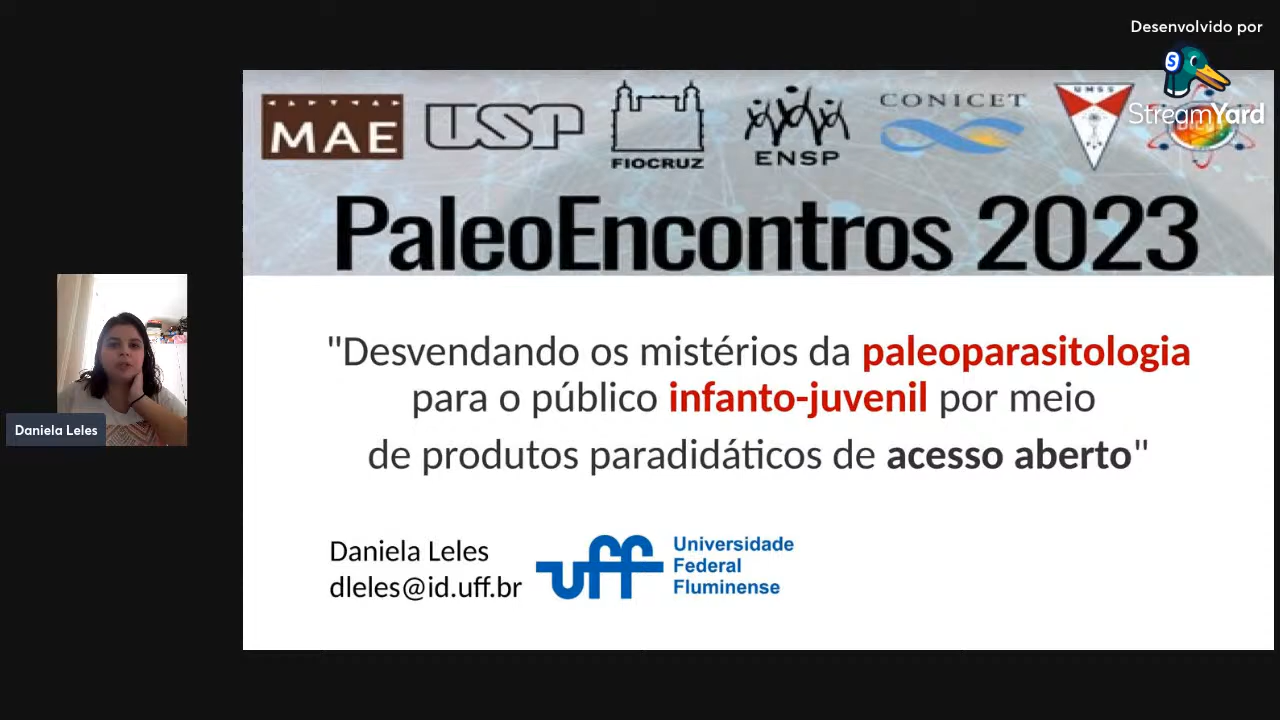 Desenvolvido por
StreamYard
MAE
USP
FIOCRUZ
ENSP
CONICET
UMSS
PaleoEncontros 2023
"Desvendando os mistérios da paleoparasitologia
para o público infanto-juvenil por meio
de produtos paradidáticos de acesso aberto"
Daniela Leles
Daniela Leles
dleles@id.uff.br
uff
Universidade
Federal
Fluminense